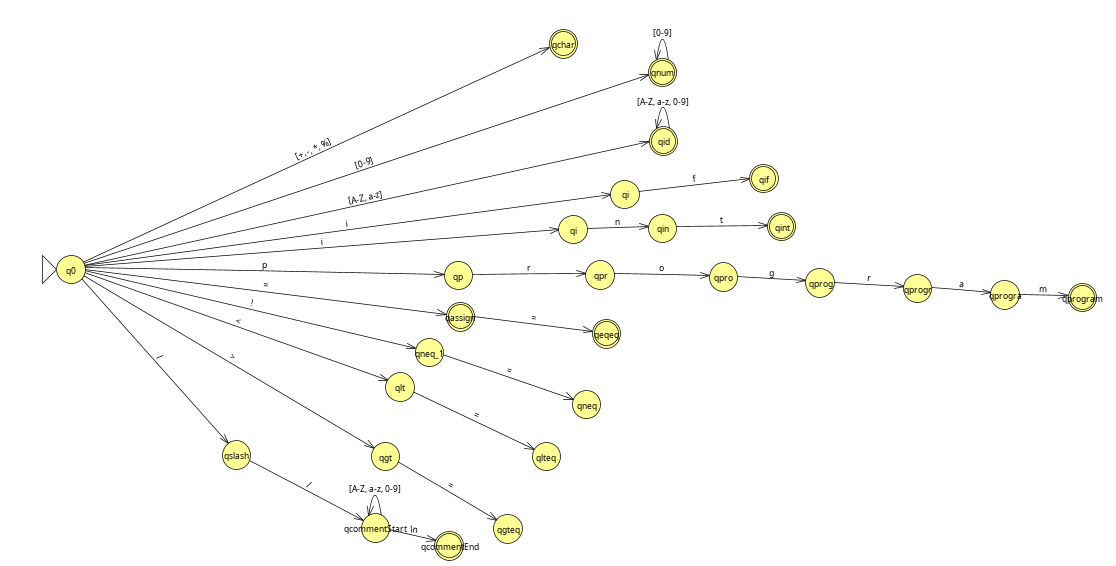 [0-9]
qchar
qnum
[A-Z, a-z, 0-9]
[+, -, *, %]
qid
[0-9]
f
qif
[A-Z, a-z]
qi
i
n
t
i
qi
qin
qint
q0
p
qp
r
qpr
o
qpro
g
qprog
r
qprogr
a
qprogra
m
qprogram
=
qassign
=
qeqeq
!
qneq_1
=
qneq
<
qlt
=
qlteq
>
qgt
=
qgteq
/
qslash
/
[A-Z, a-z, 0-9]
qcommentStart
\n
qcommentEnd